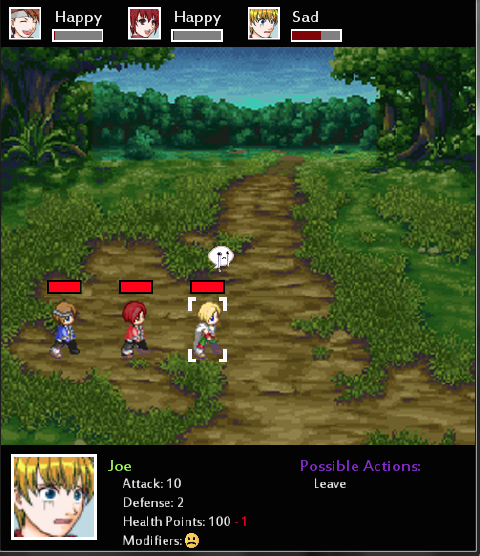 Happy
Happy
Sad
Joe
Attack: 10
Defense: 2
Health Points: 100 - 1
Modifiers:
Possible Actions:
Leave